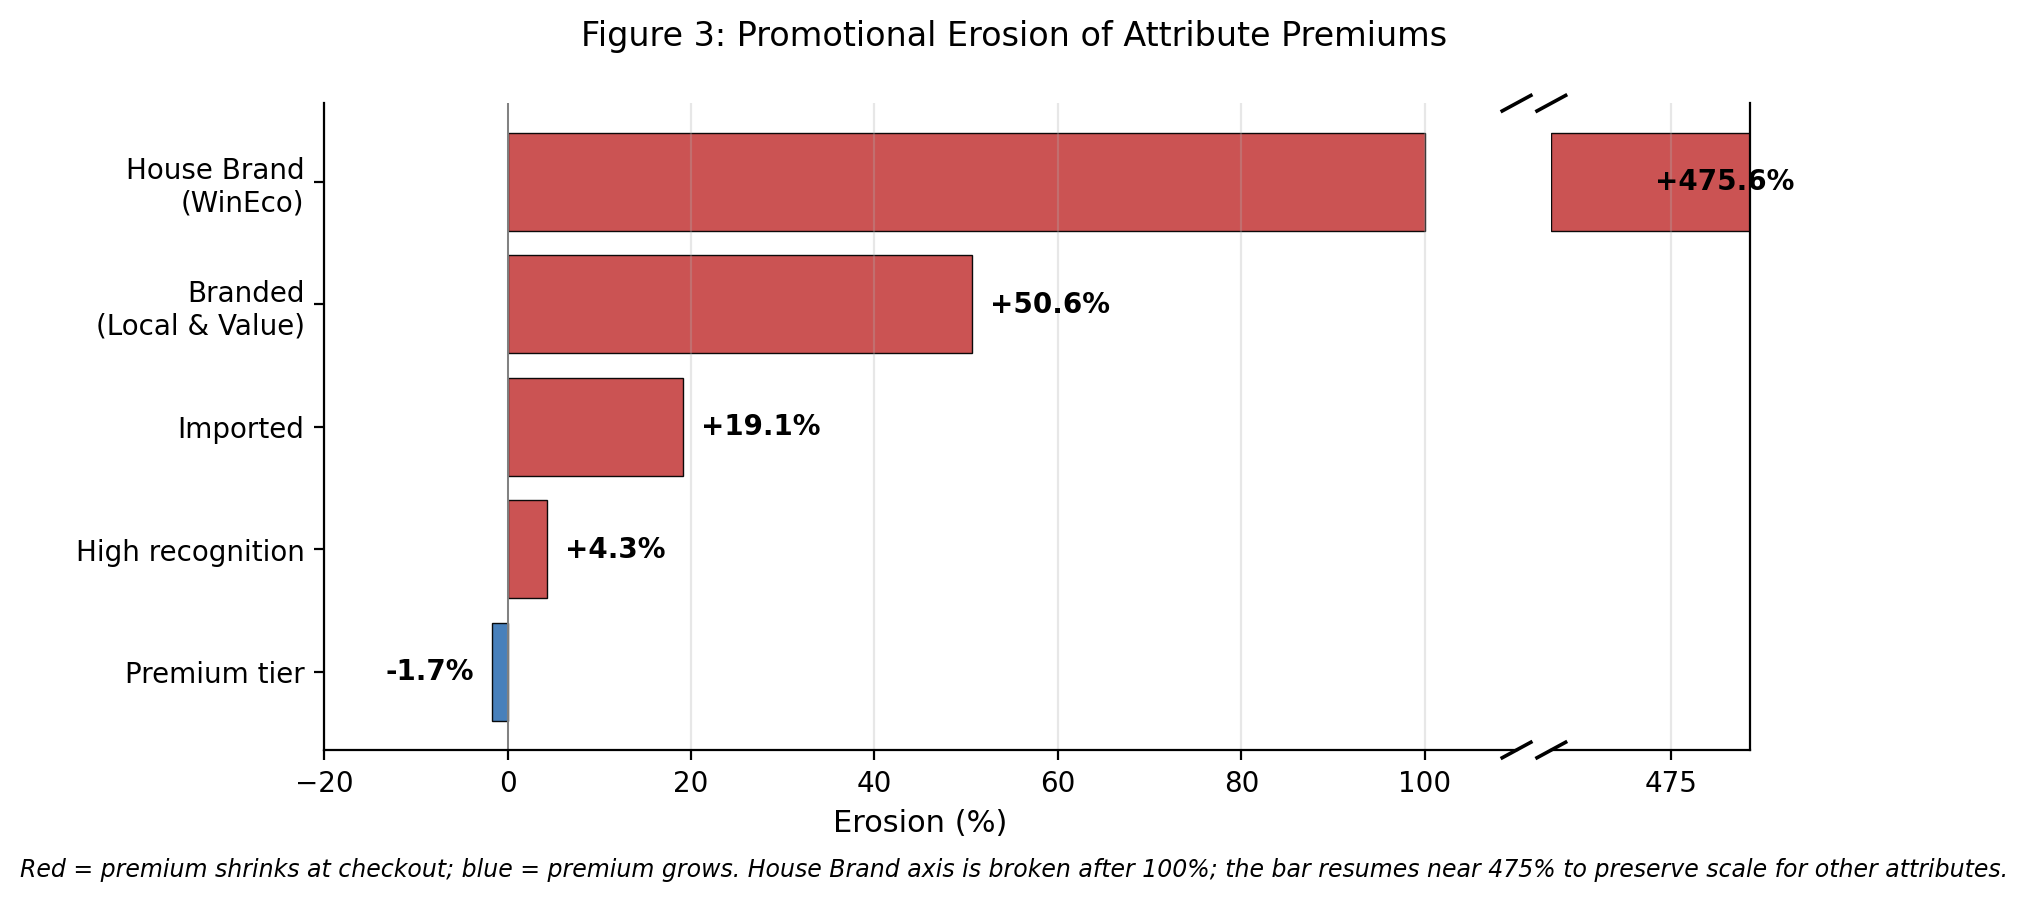 Figure 3: Promotional Erosion of Attribute Premiums
House Brand
(WinEco)
+475.6%
Branded
(Local & Value)
+50.6%
Imported
+19.1%
High recognition
+4.3%
Premium tier
-1.7%
−20 0 20 40 60 80 100 475
Erosion (%)
Red = premium shrinks at checkout; blue = premium grows. House Brand axis is broken after 100%; the bar resumes near 475% to preserve scale for other attributes.